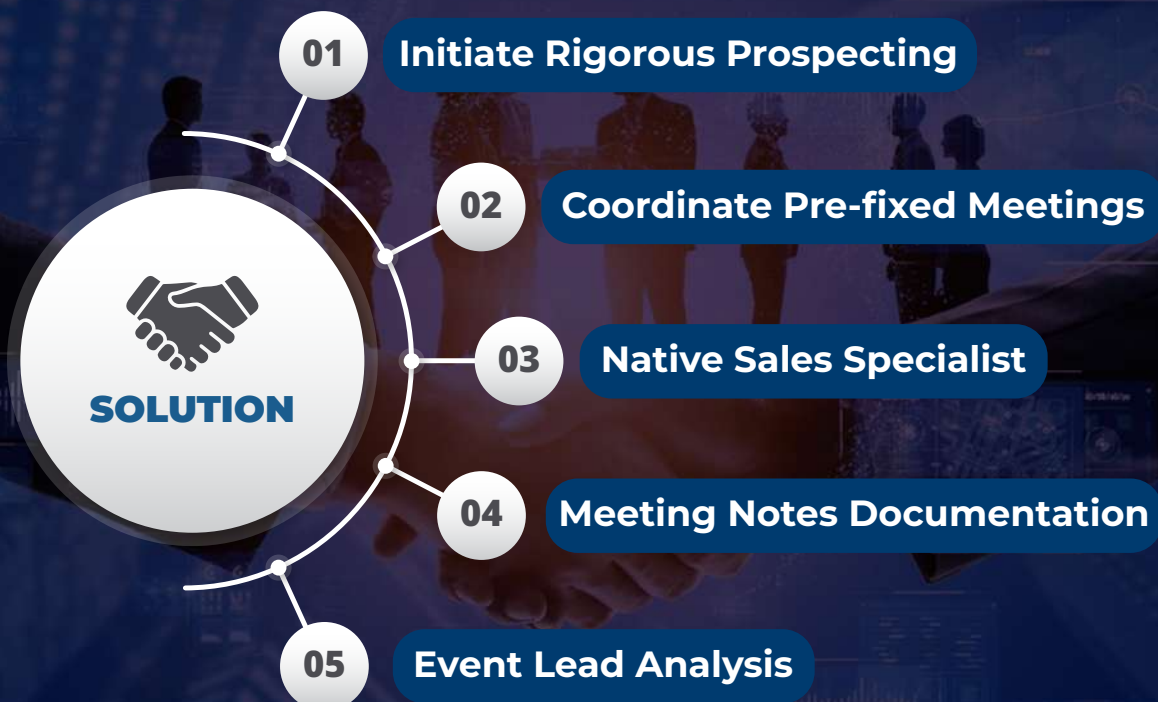 01
Initiate Rigorous Prospecting
02
Coordinate Pre-fixed Meetings
03
Native Sales Specialist
SOLUTION
04
Meeting Notes Documentation
05
Event Lead Analysis